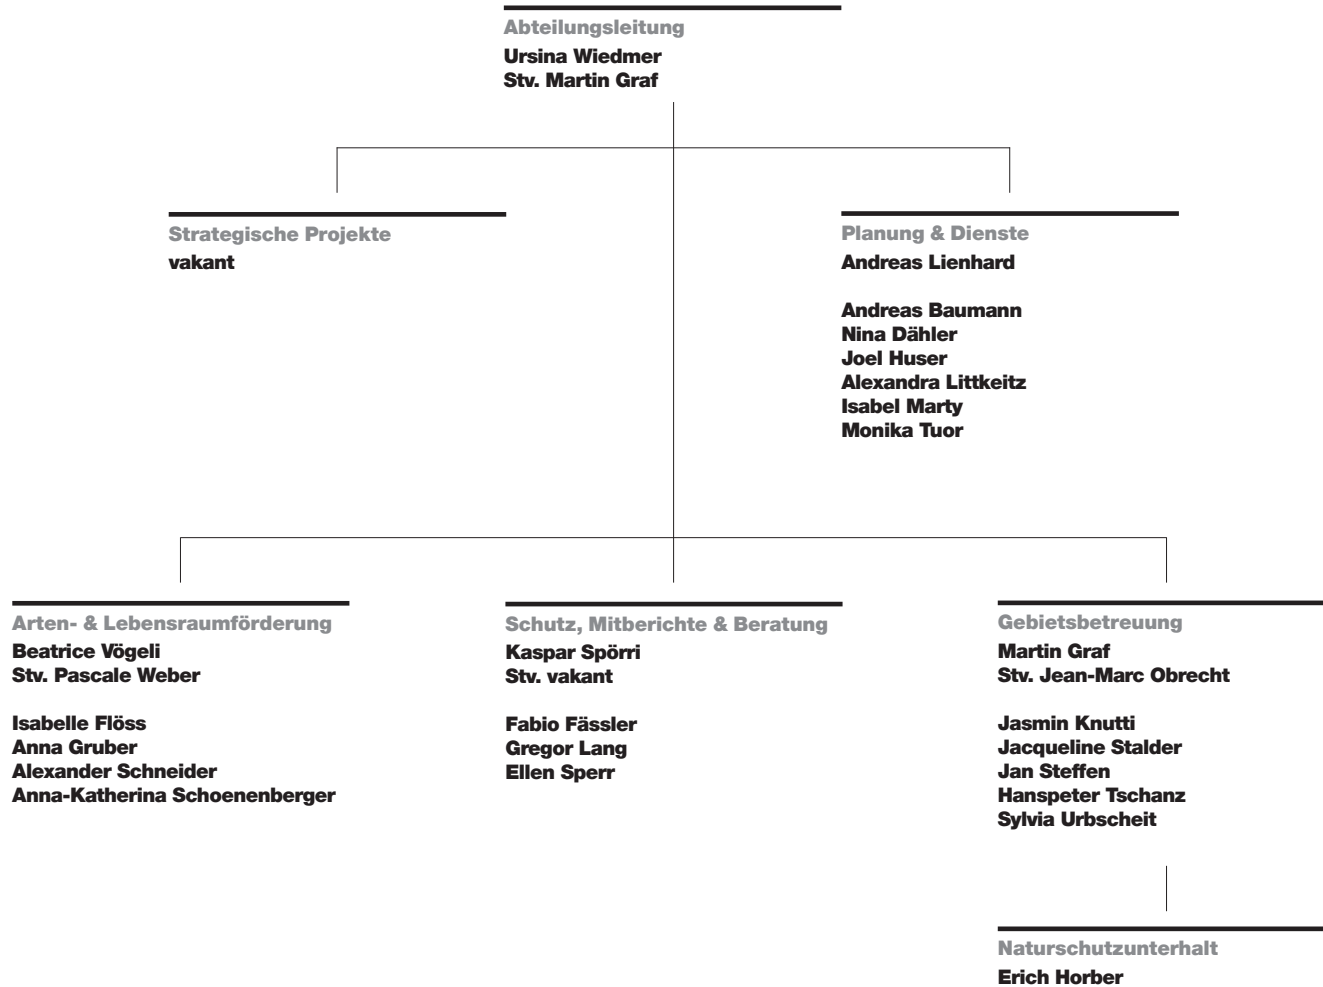 Abteilungsleitung
Ursina Wiedmer
Stv. Martin Graf
Strategische Projekte
vakant
Planung & Dienste
Andreas Lienhard
Andreas Baumann
Nina Dähler
Joel Huser
Alexandra Littkeitz
Isabel Marty
Monika Tuor
Arten- & Lebensraumförderung
Beatrice Vögeli
Stv. Pascale Weber
Isabelle Flöss
Anna Gruber
Alexander Schneider
Anna-Katherina Schoenenberger
Schutz, Mitberichte & Beratung
Kaspar Spörri
Stv. vakant
Fabio Fässler
Gregor Lang
Ellen Sperr
Gebietsbetreuung
Martin Graf
Stv. Jean-Marc Obrecht
Jasmin Knutti
Jacqueline Stalder
Jan Steffen
Hanspeter Tschanz
Sylvia Urbscheit
Naturschutzunterhalt
Erich Horber